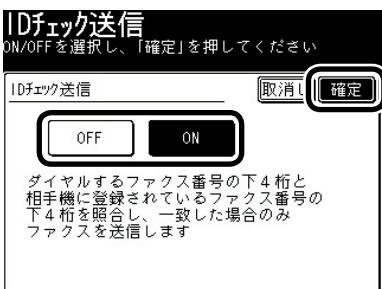 IDチェック送信
ON/OFFを選択し、「確定」を押してください
IDチェック送信
取消し
確定
OFF
ON
ダイヤルするファクス番号の下4桁と
相手機に登録されているファクス番号の
下4桁を照合し、一致した場合のみ
ファクスを送信します